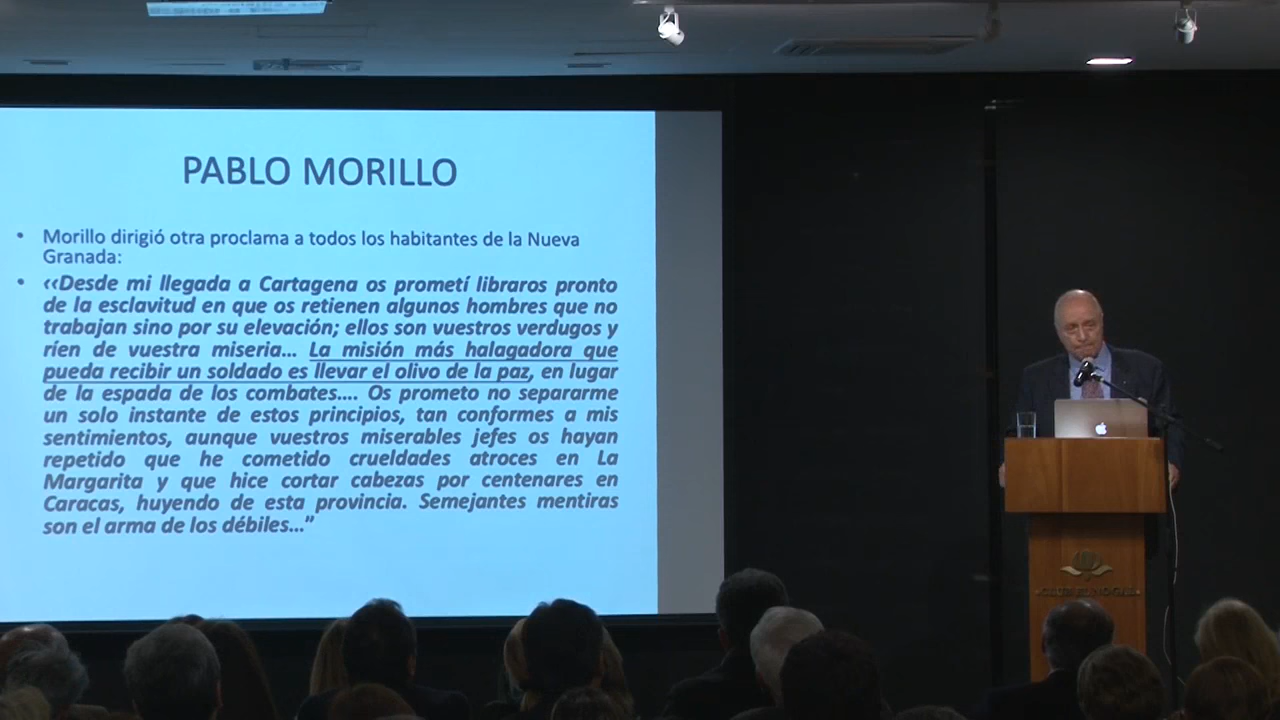 PABLO MORILLO
• Morillo dirigió otra proclama a todos los habitantes de la Nueva
Granada:
• ‹‹Desde mi llegada a Cartagena os prometí libraros pronto
de la esclavitud en que os retienen algunos hombres que no
trabajan sino por su elevación; ellos son vuestros verdugos y
ríen de vuestra miseria… La misión más halagadora que
pueda recibir un soldado es llevar el olivo de la paz, en lugar
de la espada de los combates…. Os prometo no separarme
un solo instante de estos principios, tan conformes a mis
sentimientos, aunque vuestros miserables jefes os hayan
repetido que he cometido crueldades atroces en La
Margarita y que hice cortar cabezas por centenares en
Caracas, huyendo de esta provincia. Semejantes mentiras
son el arma de los débiles…”
CLUB EL NOGAL